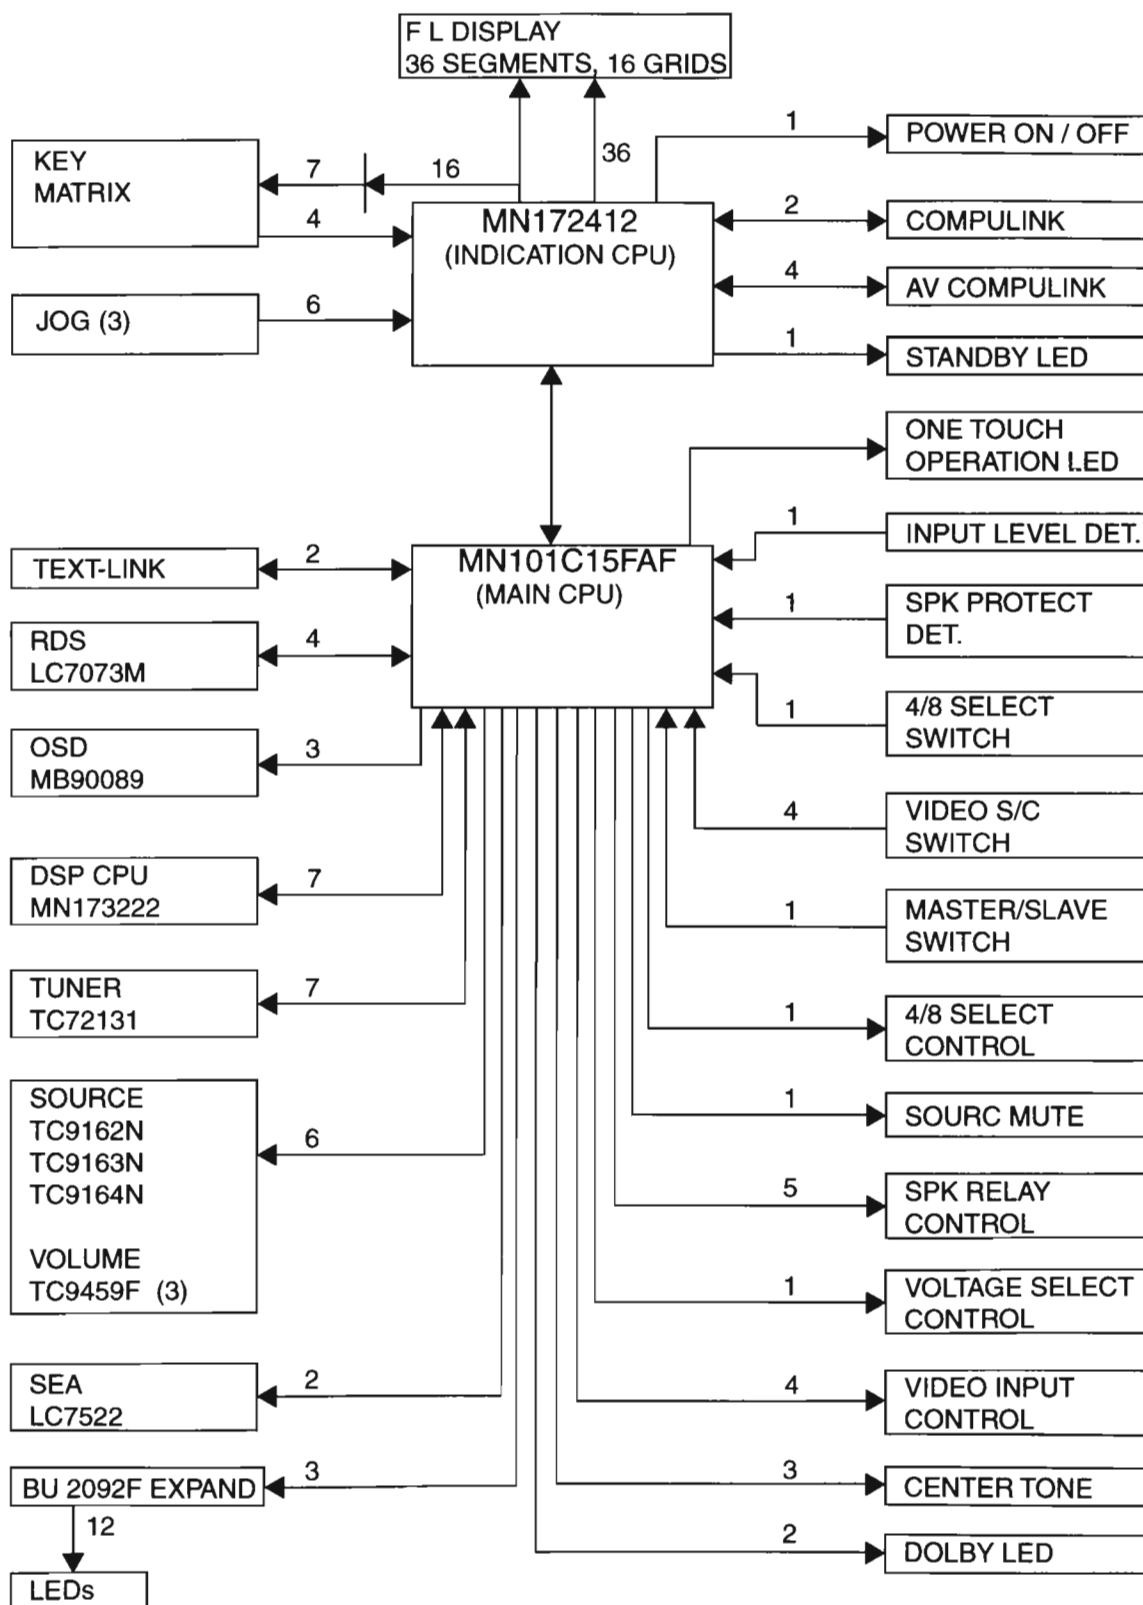 F L DISPLAY
36 SEGMENTS, 16 GRIDS
36
1
POWER ON / OFF
KEY
MATRIX
7
16
4
MN172412
(INDICATION CPU)
2
COMPULINK
4
AV COMPULINK
JOG (3)
6
1
STANDBY LED
ONE TOUCH
OPERATION LED
1
INPUT LEVEL DET.
TEXT-LINK
2
MN101C15FAF
(MAIN CPU)
1
SPK PROTECT
DET.
RDS
LC7073M
4
1
4/8 SELECT
SWITCH
OSD
MB90089
3
4
VIDEO S/C
SWITCH
DSP CPU
MN173222
7
1
MASTER/SLAVE
SWITCH
TUNER
TC72131
7
1
4/8 SELECT
CONTROL
SOURCE
TC9162N
TC9163N
TC9164N
VOLUME
TC9459F (3)
6
1
SOURC MUTE
5
SPK RELAY
CONTROL
1
VOLTAGE SELECT
CONTROL
SEA
LC7522
2
4
VIDEO INPUT
CONTROL
BU 2092F EXPAND
3
3
CENTER TONE
12
2
DOLBY LED
LEDs